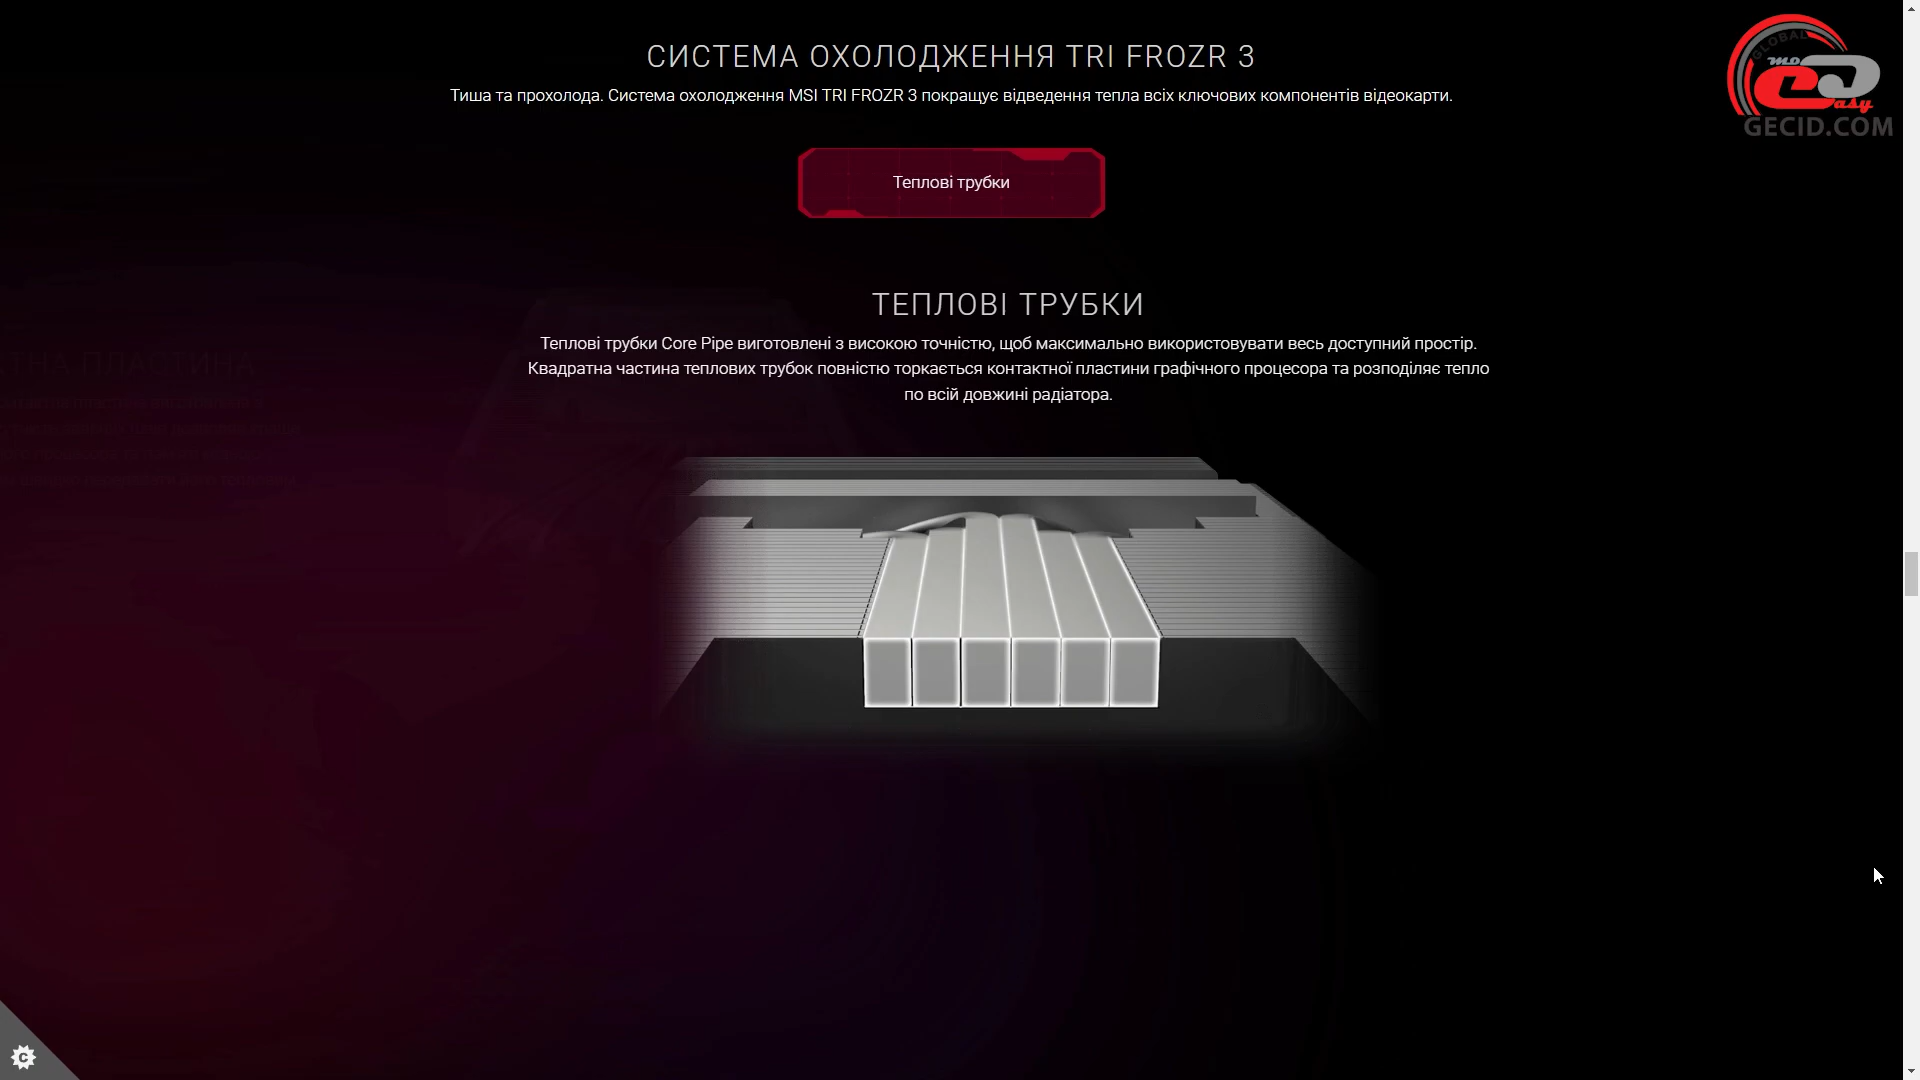 СИСТЕМА ОХОЛОДЖЕННЯ TRI FROZR 3
Тиша та прохолода. Система охолодження MSI TRI FROZR 3 покращує відведення тепла всіх ключових компонентів відеокарти.
GLOBAL
easy
GECID.COM
Теплові трубки
ТЕПЛОВІ ТРУБКИ
Теплові трубки Core Pipe виготовлені з високою точністю, щоб максимально використовувати весь доступний простір.
Квадратна частина теплових трубок повністю торкається контактної пластини графічного процесора та розподіляє тепло
по всій довжині радіатора.
ПЛАСТИНА